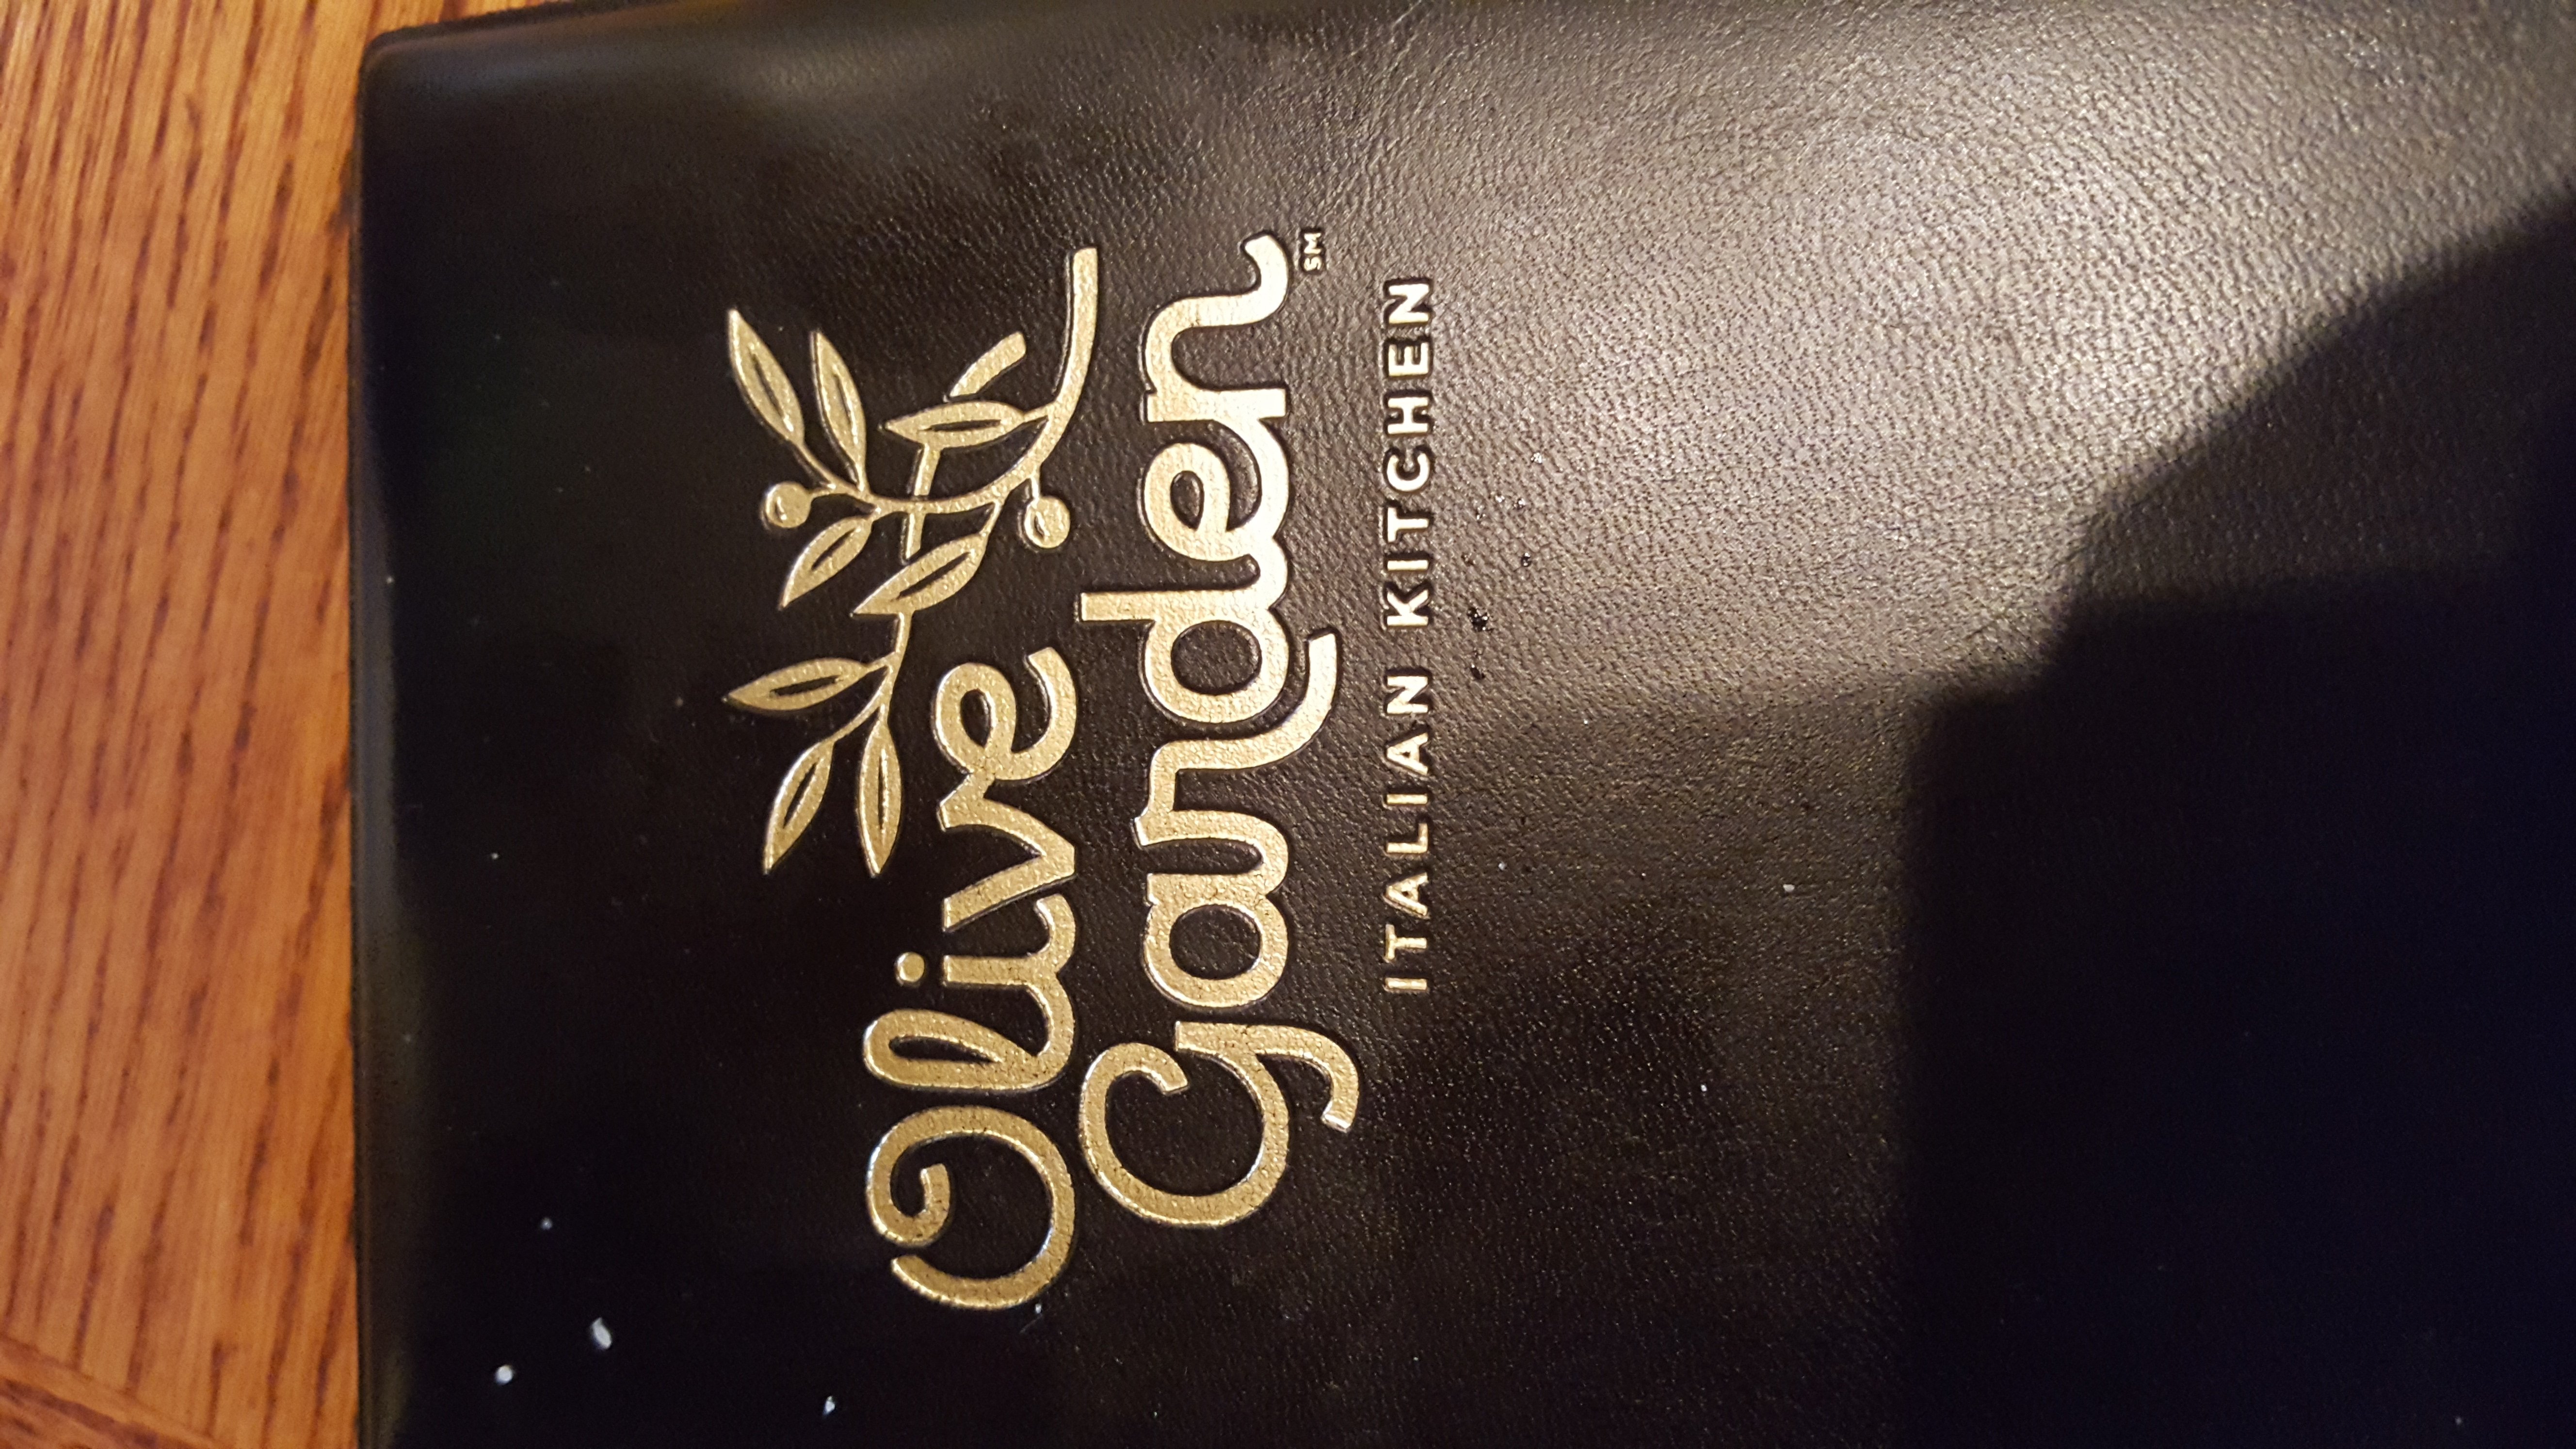 Olive
Garden℠
ITALIAN KITCHEN